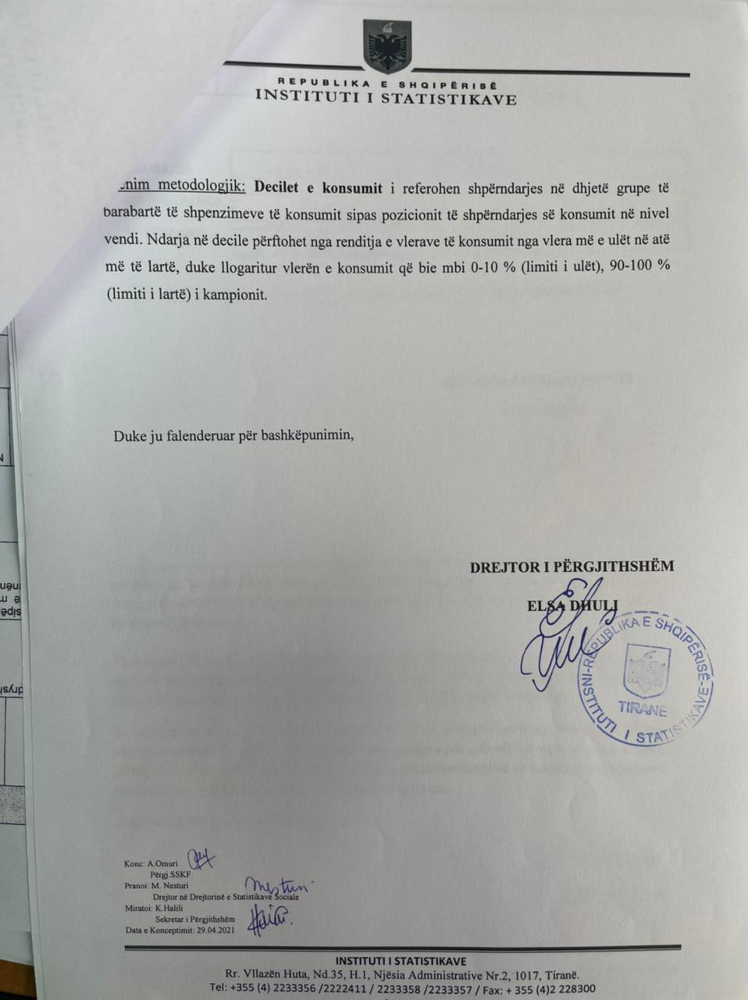 REPUBLIKA E SHQIPËRISË
INSTITUTI I STATISTIKAVE
metodologjik: Decilet e konsumit i referohen shpërndarjes në dhjetë grupe të
barabartë të shpenzimeve të konsumit sipas pozicionit të shpërndarjes së konsumit në nivel
vendi. Ndarja në decile përftohet nga renditja e vlerave të konsumit nga vlera më e ulët në atë
më të lartë, duke llogaritur vlerën e konsumit që bie mbi 0-10 % (limiti i ulët), 90-100 %
(limiti i lartë) i kampionit.
Duke ju falenderuar për bashkëpunimin,
DREJTOR I PËRGJITHSHËM
ELSA DHULI
REPUBLIKA E SHQIPËRISË
INSTITUTI I STATISTIKAVE
TIRANE
Konc: A.Omuri
Përgj.SSKF
Pranoi: M. Nesturi
Drejtor në Drejtorinë e Statistikave Sociale
Miratoi: K.Halili
Sekretar i Përgjithshëm
Data e Konceptimit: 29.04.2021
INSTITUTI I STATISTIKAVE
Rr. Vllazën Huta, Nd.35, H.1, Njësia Administrative Nr.2, 1017, Tiranë.
Tel: +355 (4) 2233356 /2222411 / 2233358 /2233357 / Fax: + 355 (4)2 228300